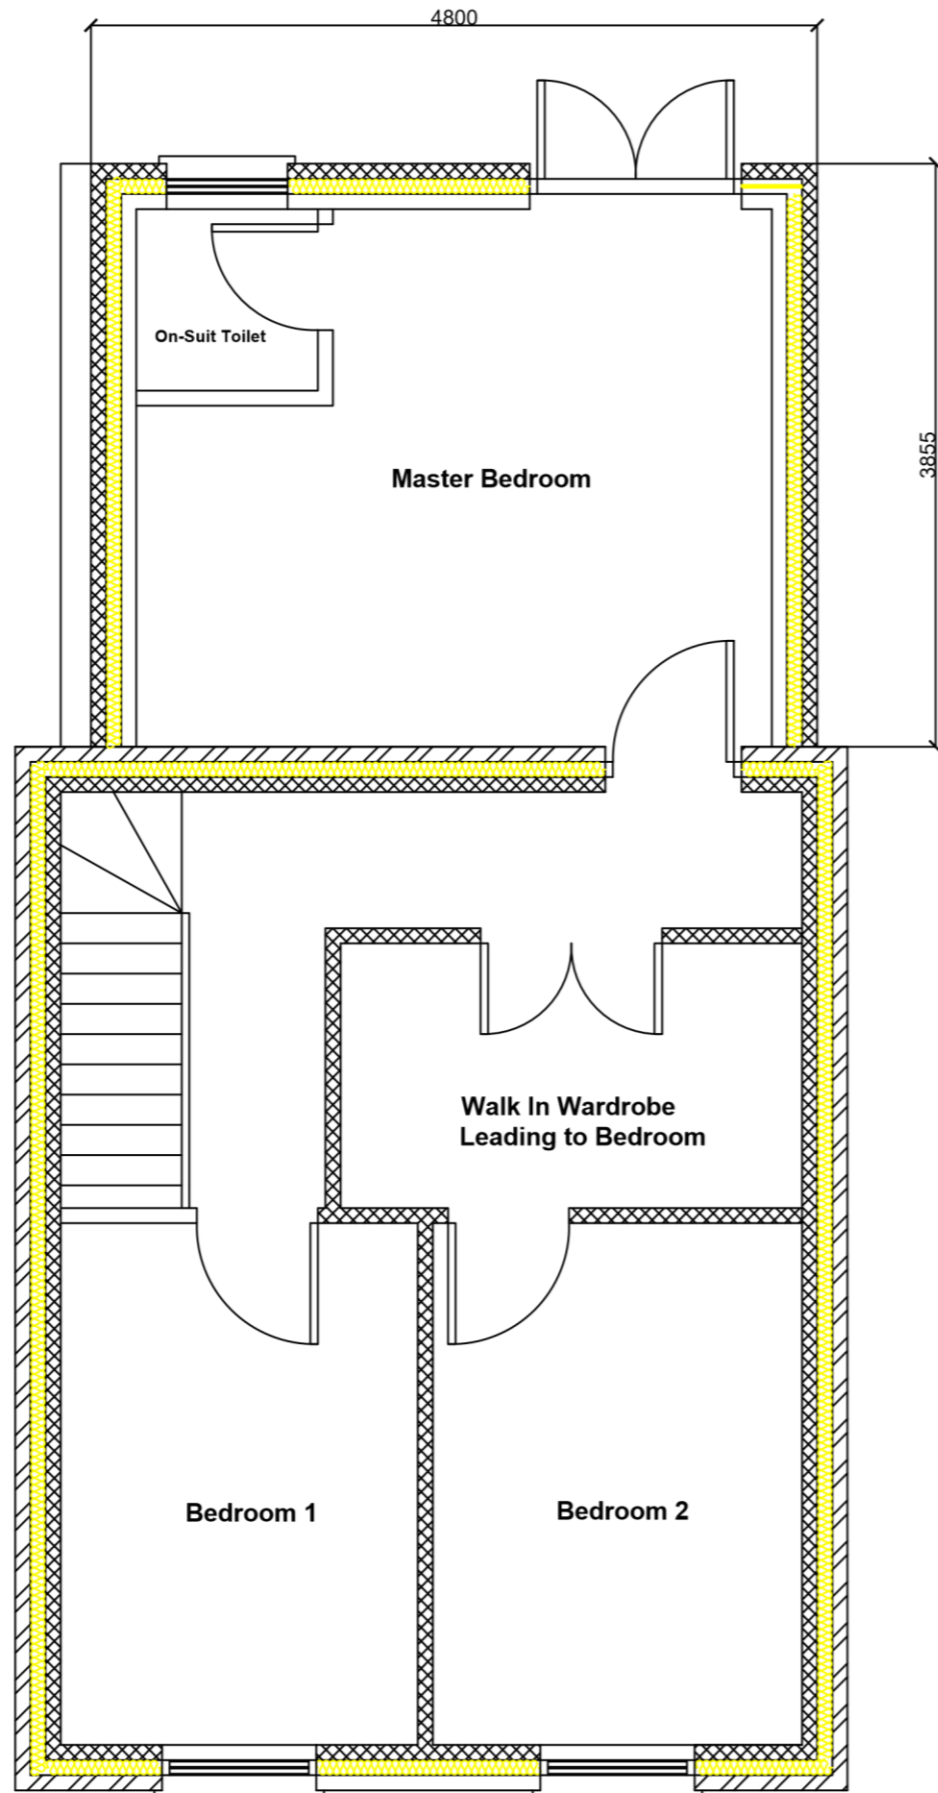 4800
On-Suit Toilet
Master Bedroom
3855
Walk In Wardrobe
Leading to Bedroom
Bedroom 1
Bedroom 2